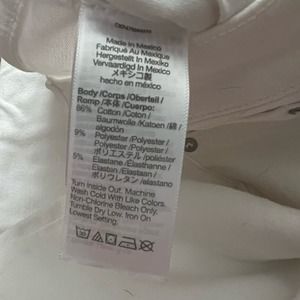 Made In Mexico
Made in Mexico
Fabriqué au Mexique
Hergestellt In Mexiko
Vervaardigd In Mexico
メキシコ製
hecho en méxico
Body /Corps /Oberteil /
Romp /本体/Cuerpo:
86% Cotton /Coton /
Baumwolle /Katoen /綿 /
algodón
9% Polyester /Polyester /
Polyester /Polyester /
ポリエステル /poliéster
5% Elastane /Élasthanne /
Elastan /Elastaan /
ポリウレタン /elastano
Turn Inside Out. Machine
Wash Cold With Like Colors.
Non-Chlorine Bleach Only.
Tumble Dry Low. Iron On
Lowest Setting.